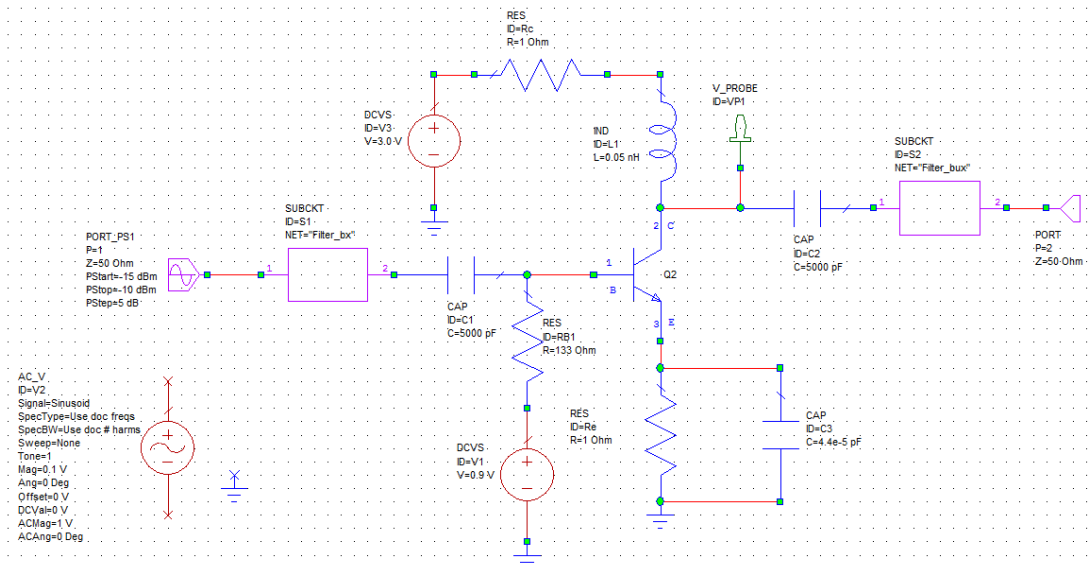 RES
ID=Rc
R=1 Ohm
V_PROBE
ID=VP1
DCVS
ID=V3
V=3.0 V
IND
ID=L1
L=0.05 nH
SUBCKT
ID=S2
NET="Filter_bux"
1
2
SUBCKT
ID=S1
NET="Filter_bx"
PORT_PS1
P=1
Z=50 Ohm
PStart=-15 dBm
PStop=-10 dBm
PStep=5 dB
1
2
2
C
CAP
ID=C2
C=5000 pF
PORT
P=2
Z=50 Ohm
1
B
Q2
CAP
ID=C1
C=5000 pF
3
E
RES
ID=RB1
R=133 Ohm
AC_V
ID=V2
Signal=Sinusoid
SpecType=Use doc freqs
SpecBW=Use doc # harms
Sweep=None
Tone=1
Mag=0.1 V
Ang=0 Deg
Offset=0 V
DCVal=0 V
ACMag=1 V
ACAng=0 Deg
RES
ID=Re
R=1 Ohm
CAP
ID=C3
C=4.4e-5 pF
DCVS
ID=V1
V=0.9 V